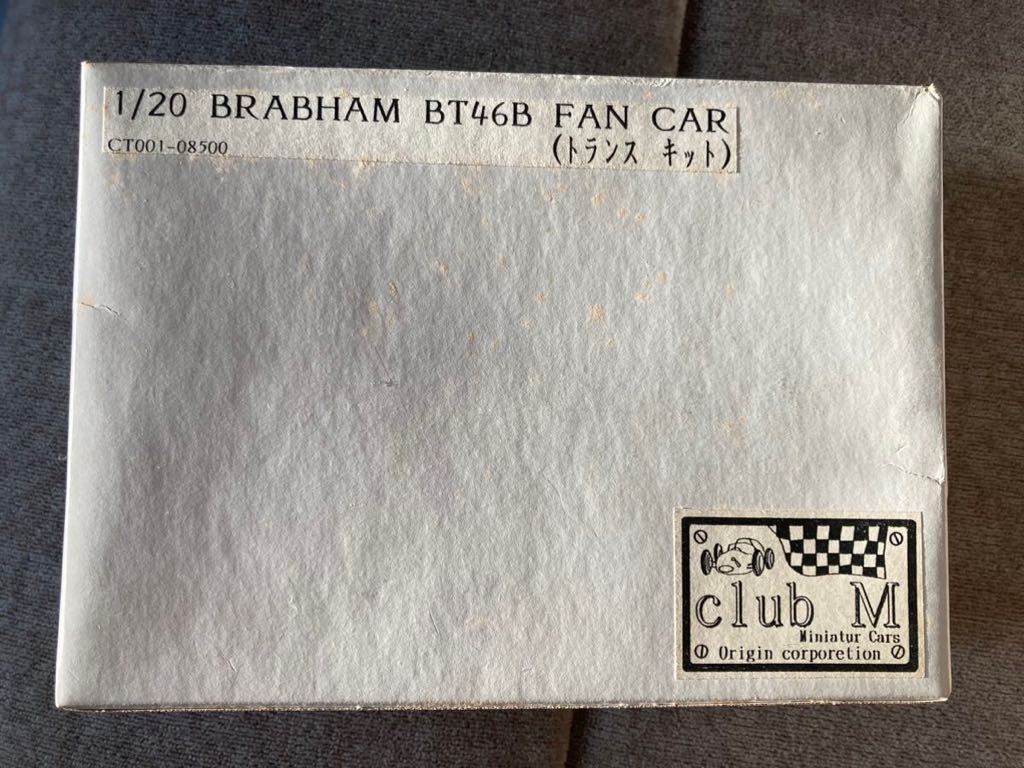 1/20 BRABHAM BT46B FAN CAR
CT001-08500 (トランス キット)
club M
Miniatur Cars
Origin corporetion